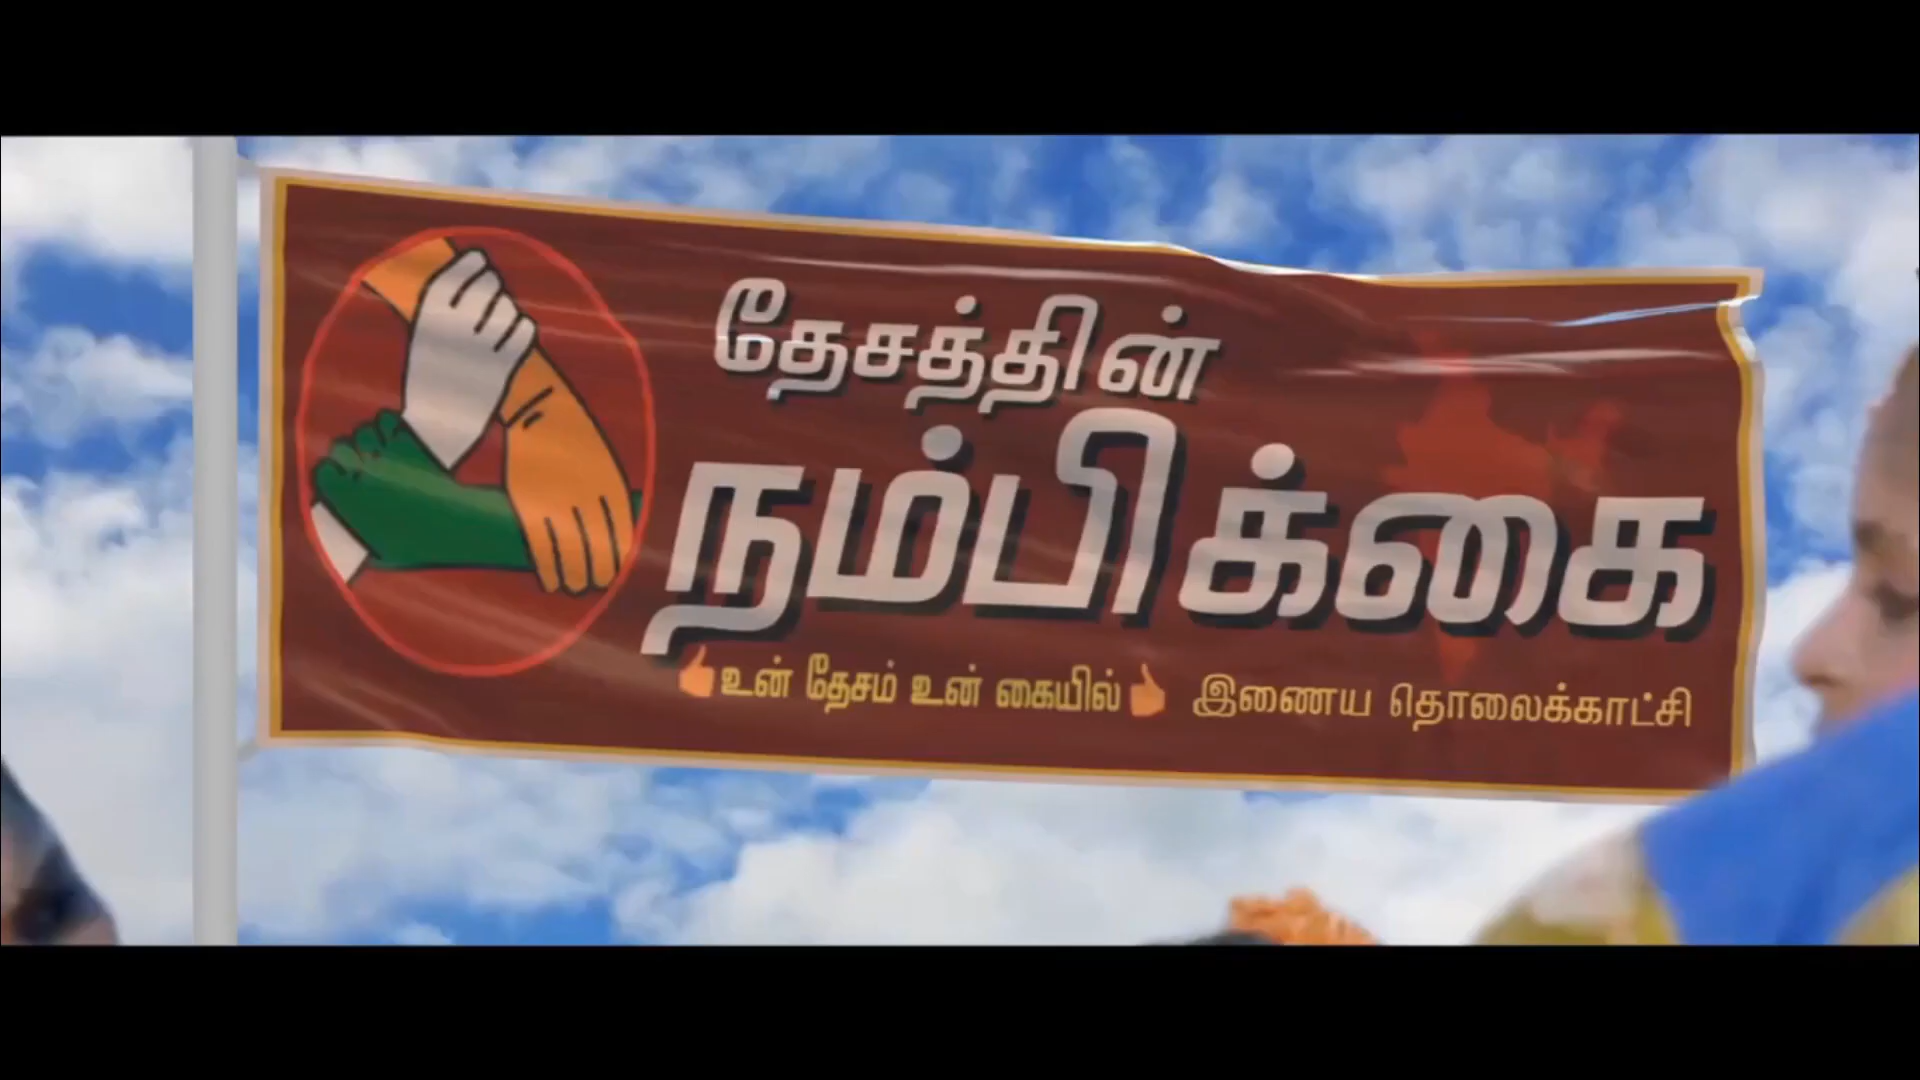 தேசத்தின்
நம்பிக்கை
உன் தேசம் உன் கையில் இணைய தொலைக்காட்சி